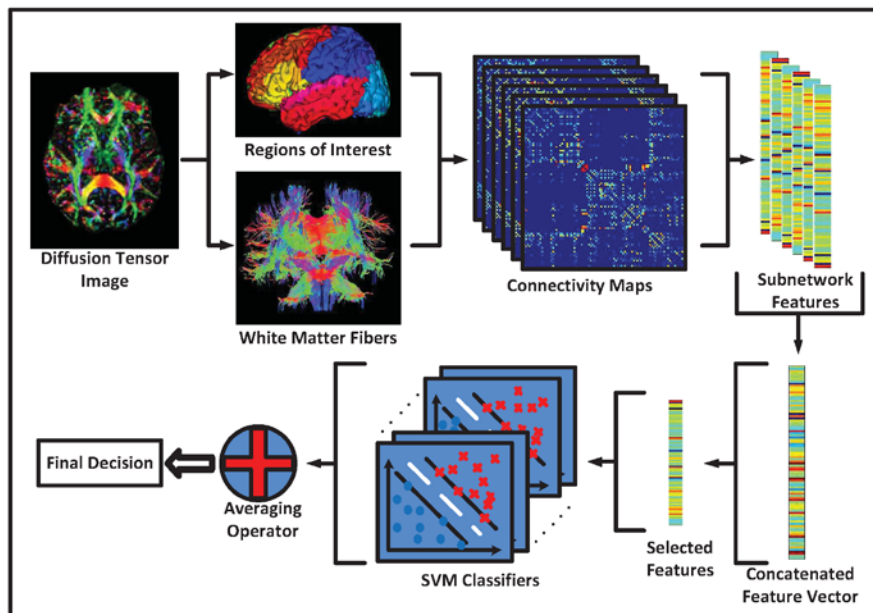 Regions of Interest
Diffusion Tensor
Image
White Matter Fibers
Connectivity Maps
Subnetwork
Features
Concatenated
Feature Vector
Selected
Features
SVM Classifiers
Averaging
Operator
Final Decision